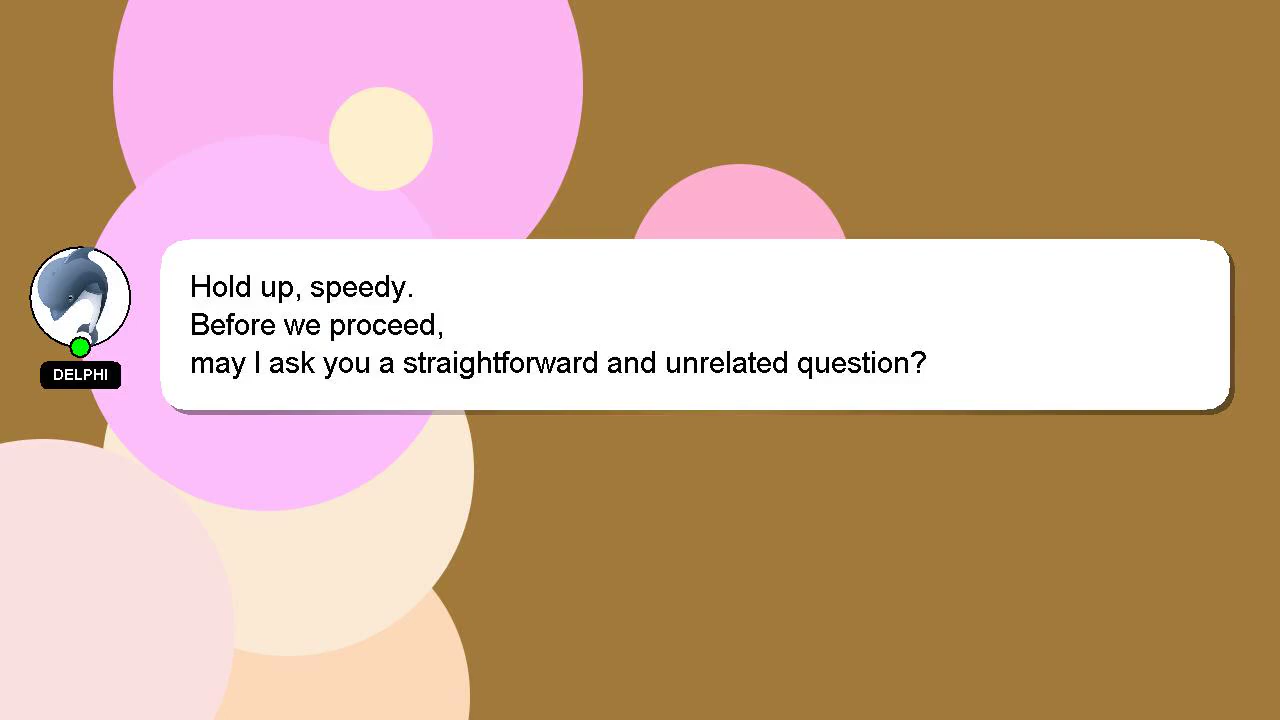 Hold up, speedy.
Before we proceed,
may I ask you a straightforward and unrelated question?
DELPHI